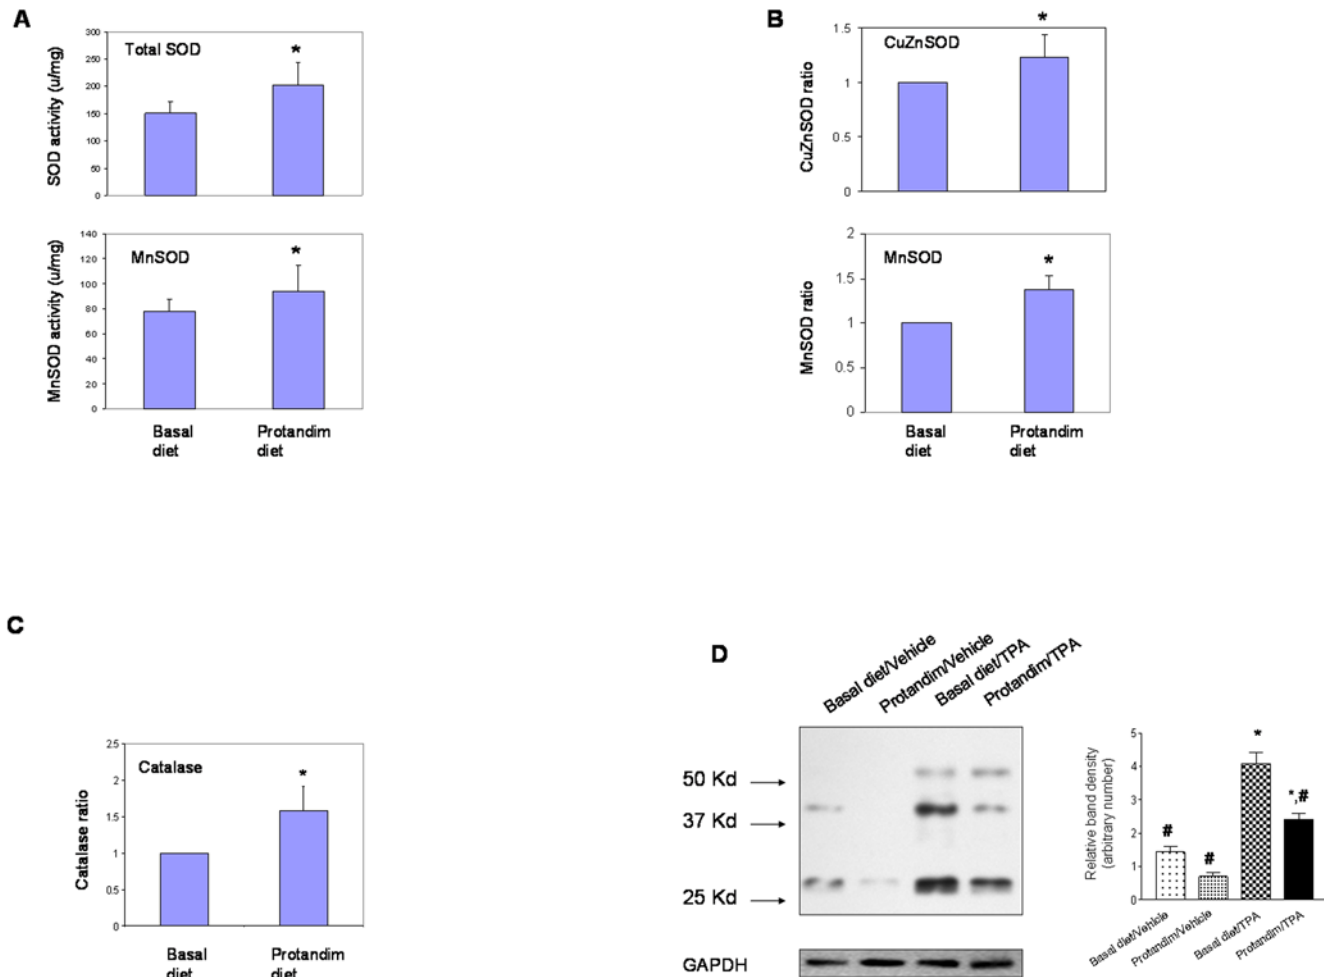 A
Total SOD
*
SOD activity (u/mg)
300
250
200
150
100
50
0
MnSOD
*
MnSOD activity (u/mg)
140
120
100
80
60
40
20
0
Basal diet
Protandim diet
B
CuZnSOD
*
CuZnSOD ratio
1.5
1
0.5
0
MnSOD
*
MnSOD ratio
2
1.5
1
0.5
0
Basal diet
Protandim diet
C
Catalase
*
Catalase ratio
2.5
2
1.5
1
0.5
0
Basal diet
Protandim diet
D
Basal diet/Vehicle
Protandim/Vehicle
Basal diet/TPA
Protandim/TPA
50 Kd
37 Kd
25 Kd
GAPDH
Relative band density
(arbitrary number)
5
4
3
2
1
0
#
#
*
*,#
Basal diet/Vehicle
Protandim/Vehicle
Basal diet/TPA
Protandim/TPA